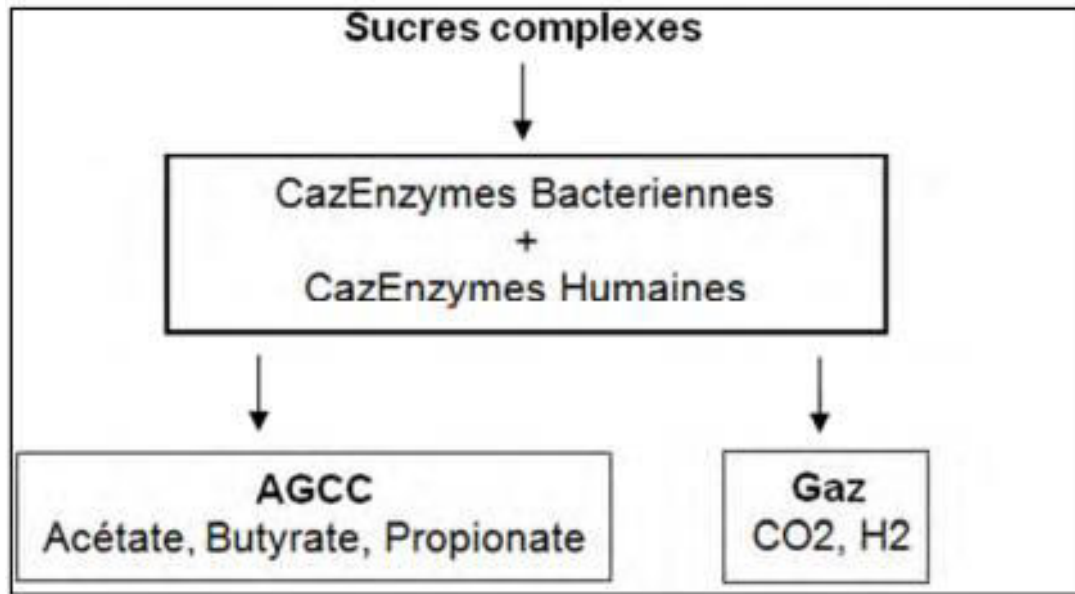 Sucres complexes
CazEnzymes Bacteriennes
+
CazEnzymes Humaines
AGCC
Acétate, Butyrate, Propionate
Gaz
CO2, H2